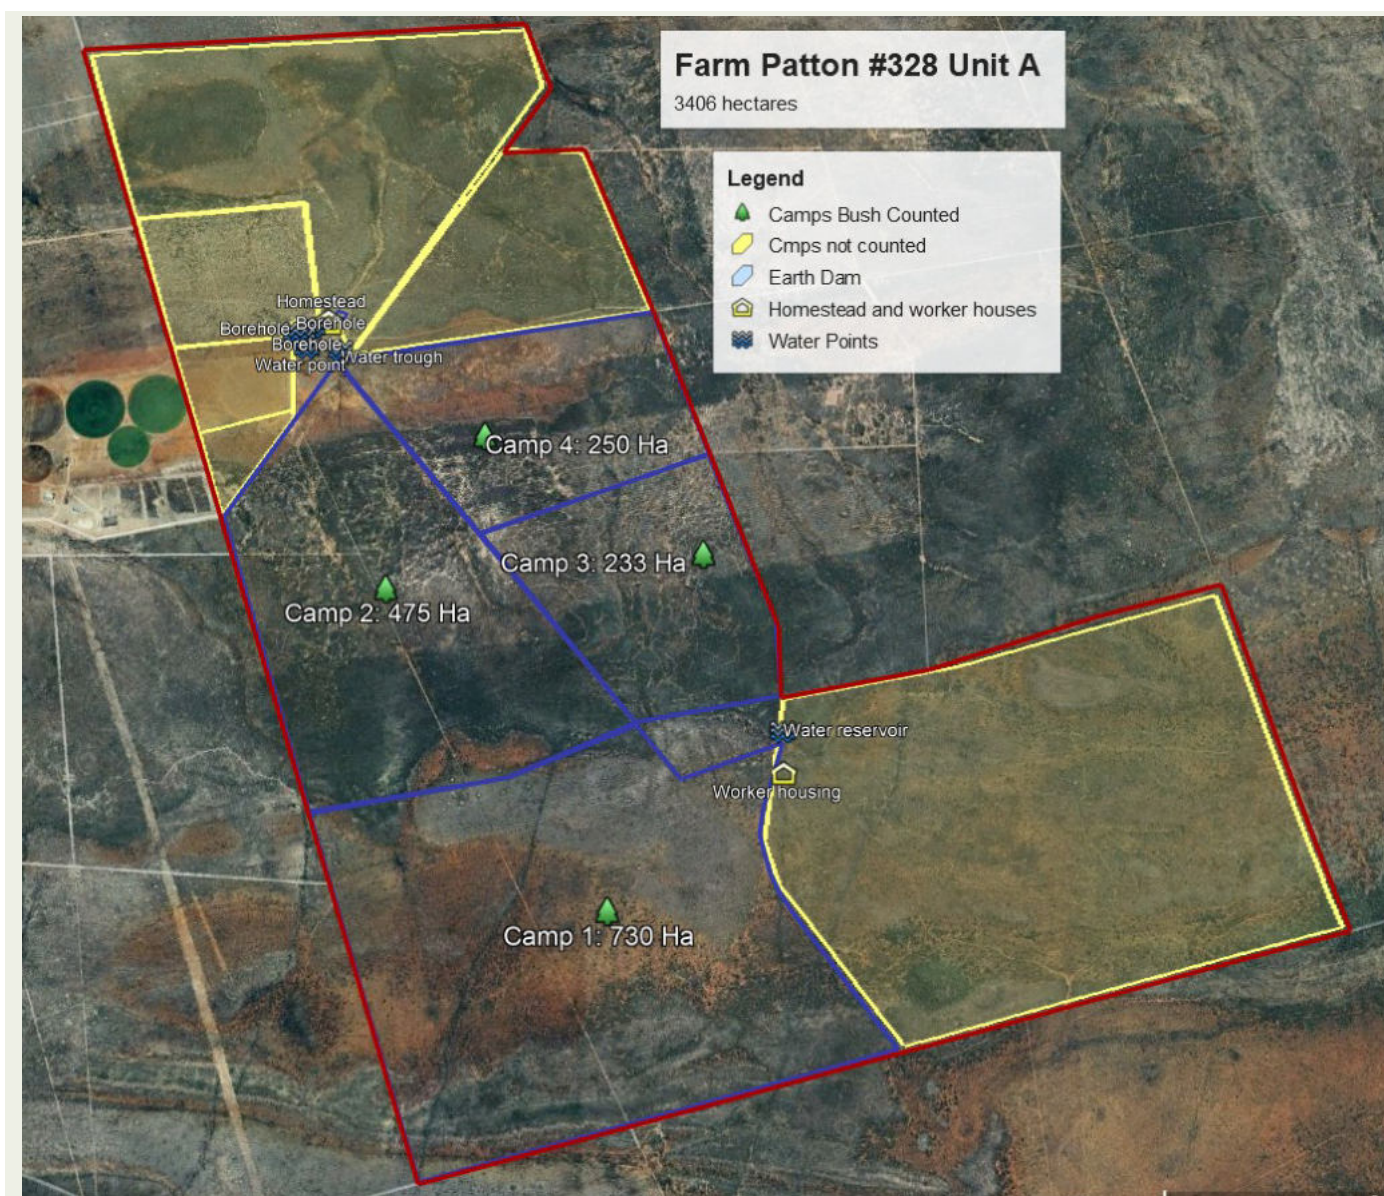 Farm Patton #328 Unit A
3406 hectares
Legend
Camps Bush Counted
Cmps not counted
Earth Dam
Homestead and worker houses
Water Points
Homestead
Borehole
Borehole
Borehole
Water trough
Water point
Camp 4: 250 Ha
Camp 3: 233 Ha
Camp 2: 475 Ha
Water reservoir
Worker housing
Camp 1: 730 Ha